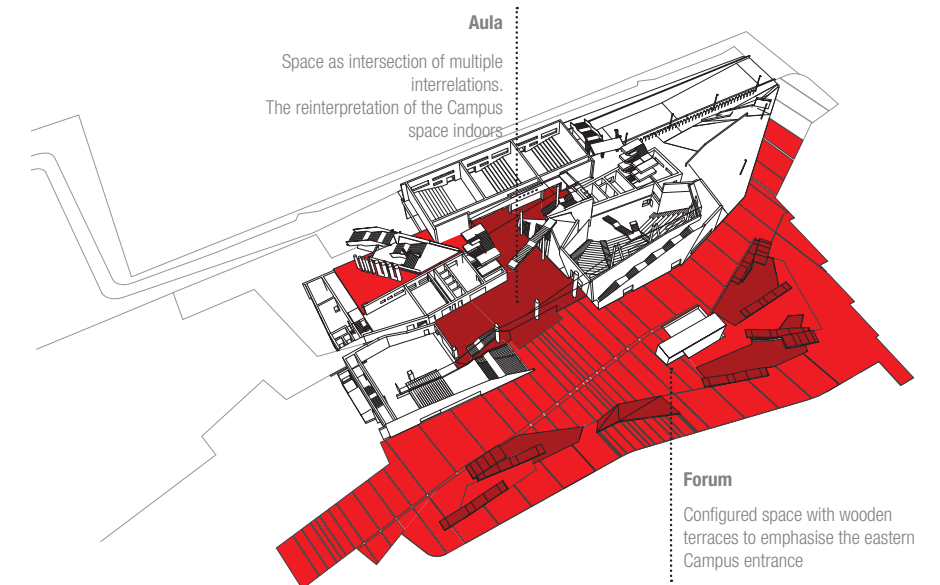 Aula
Space as intersection of multiple
interrelations.
The reinterpretation of the Campus
space indoors
Forum
Configured space with wooden
terraces to emphasise the eastern
Campus entrance